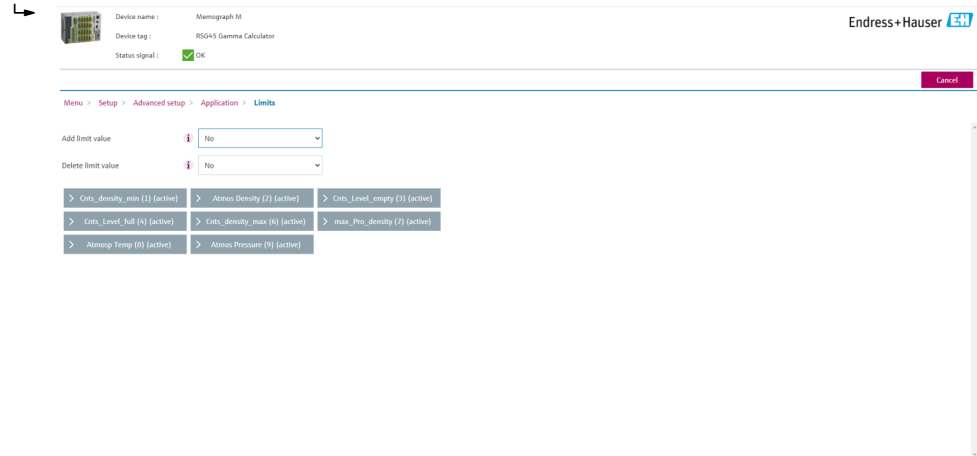 Device name : Memograph M
Endress+Hauser EH
Device tag : RSG45 Gamma Calculator
Status signal : OK
Cancel
Menu > Setup > Advanced setup > Application > Limits
Add limit value i No
Delete limit value i No
> Cnts_density_min (1) (active) > Atmos Density (2) (active) > Cnts_Level_empty (3) (active)
> Cnts_Level_full (4) (active) > Cnts_density_max (6) (active) > max_Pro_density (7) (active)
> Atmosp Temp (8) (active) > Atmos Pressure (9) (active)